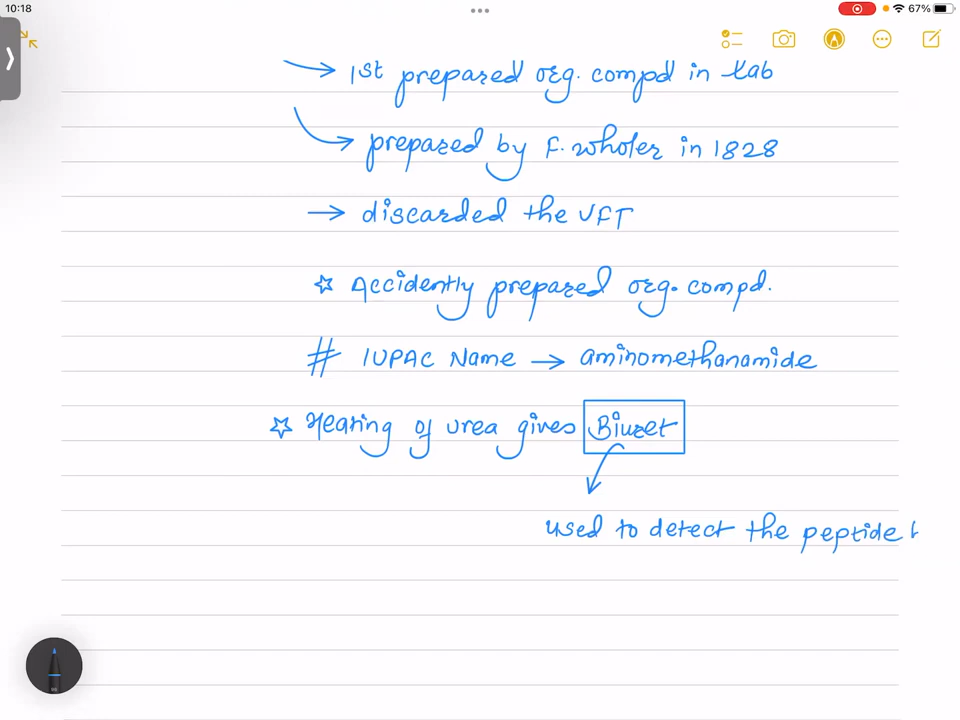 10:18
67%
→ 1st prepared org. compd in lab
→ prepared by F. Wholer in 1828
→ discarded the VFT
☆ Accidently prepared org. compd.
# IUPAC Name → aminomethanamide
☆ Heating of urea gives Biuret
used to detect the peptide